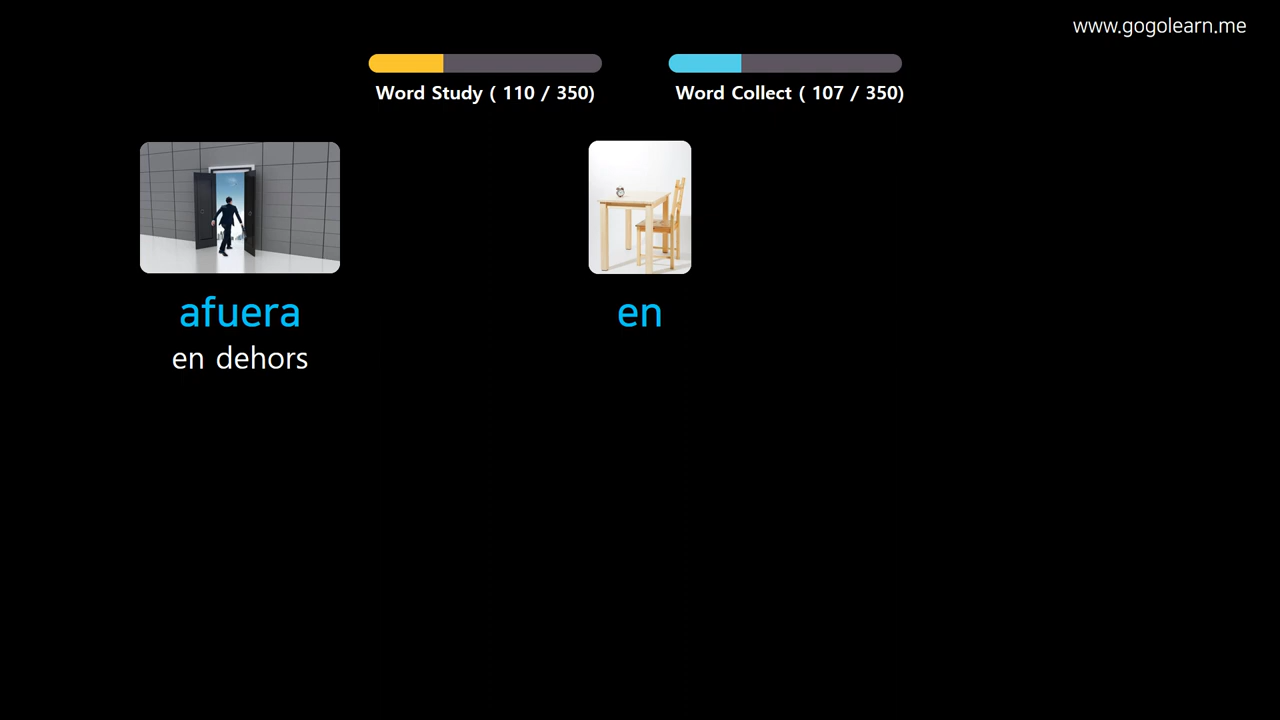 www.gogolearn.me
Word Study ( 110 / 350)
Word Collect ( 107 / 350)
afuera
en
en dehors